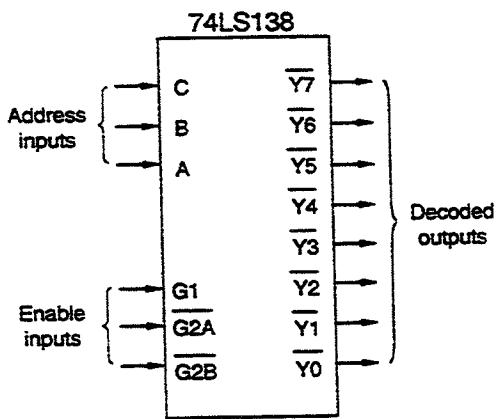 74LS138
Address
inputs
C
B
A
Enable
inputs
G1
G2A
G2B
Y7
Y6
Y5
Y4
Y3
Y2
Y1
Y0
Decoded
outputs